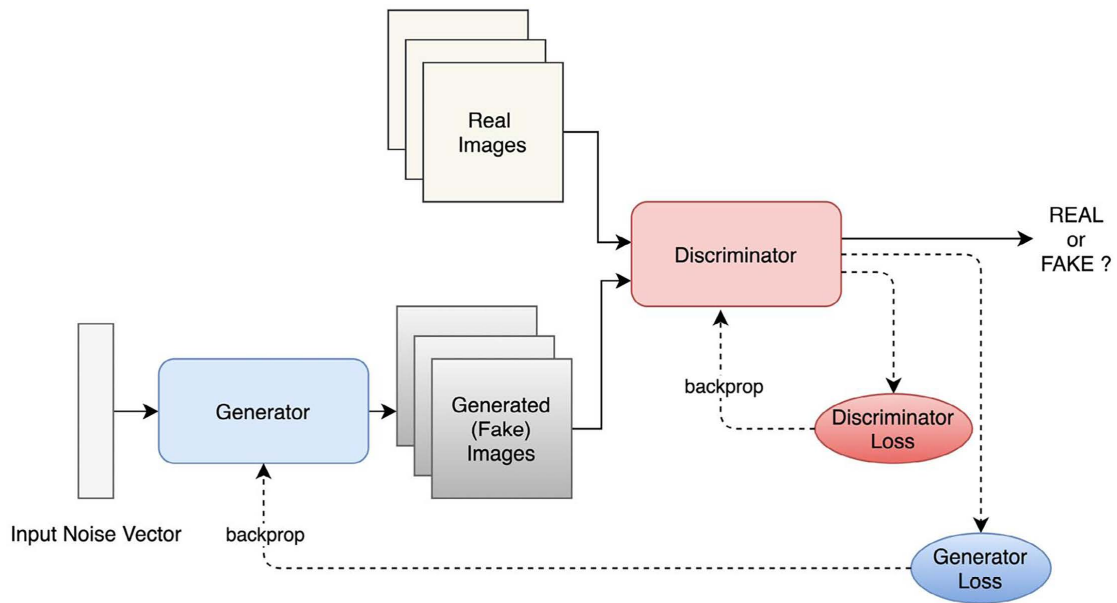 Real
Images
Discriminator
REAL
or
FAKE ?
Generator
Generated
(Fake)
Images
backprop
Discriminator
Loss
Input Noise Vector
backprop
Generator
Loss